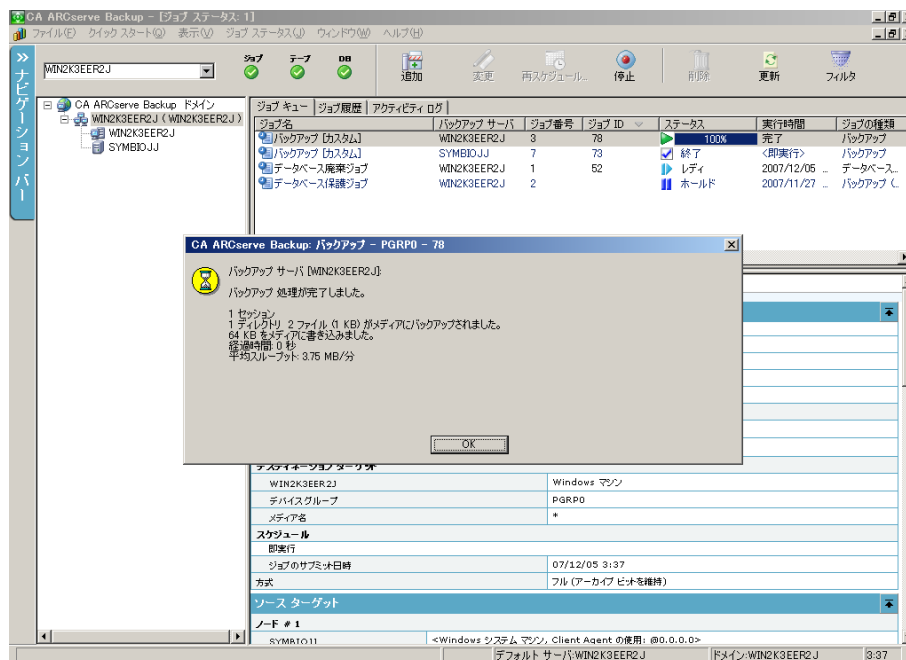 CA ARCserve Backup - [ジョブ ステータス: 1]
ファイル(F) クイック スタート(Q) 表示(V) ジョブ ステータス(J) ウィンドウ(W) ヘルプ(H)
ジョブ テープ DB
WIN2K3EER2J
追加 変更 再スケジュール... 停止 削除 更新 フィルタ
ナビゲーション バー
CA ARCserve Backup ドメイン
WIN2K3EER2J ( WIN2K3EER2J )
WIN2K3EER2J
SYMBIOJJ
ジョブ キュー ジョブ履歴 アクティビティ ログ
ジョブ名 バックアップ サーバ ジョブ番号 ジョブ ID ステータス 実行時間 ジョブの種類
バックアップ [カスタム] WIN2K3EER2J 3 78 100% 完了 バックアップ
バックアップ [カスタム] SYMBIOJJ 7 73 終了 <即実行> バックアップ
データベース廃棄ジョブ WIN2K3EER2J 1 52 レディ 2007/12/05 ... データベース...
データベース保護ジョブ WIN2K3EER2J 2 ホールド 2007/11/27 ... バックアップ (...
CA ARCserve Backup: バックアップ - PGRP0 - 78
バックアップ サーバ [WIN2K3EER2J]:
バックアップ 処理が完了しました。
1 セッション
1 ディレクトリ 2 ファイル (1 KB) がメディアにバックアップされました。
64 KB をメディアに書き込みました。
経過時間: 0 秒
平均スループット: 3.75 MB/分
OK
デスティネーション ターゲット
WIN2K3EER2J Windows マシン
デバイスグループ PGRP0
メディア名 *
スケジュール
即実行
ジョブのサブミット日時 07/12/05 3:37
方式 フル (アーカイブ ビットを維持)
ソース ターゲット
ノード # 1
SYMBIOJJ <Windows システム マシン, Client Agent の使用: @0.0.0.0>
デフォルト サーバ:WIN2K3EER2J ドメイン:WIN2K3EER2J 3:37